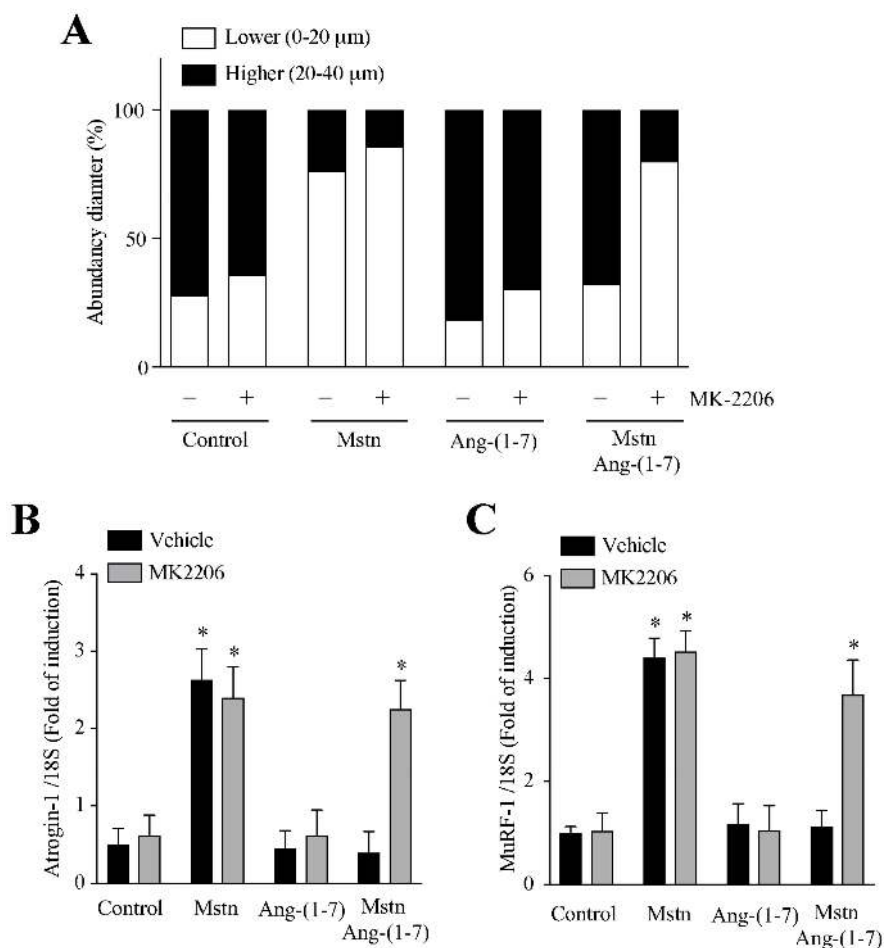 A
Lower (0-20 μm)
Higher (20-40 μm)
Abundancy diamter (%)
100
50
0
– + – + – + – + MK-2206
Control Mstn Ang-(1-7) Mstn
Ang-(1-7)
B
Vehicle
MK2206
Atrogin-1 /18S (Fold of induction)
4
3
2
1
0
* * *
Control Mstn Ang-(1-7) Mstn
Ang-(1-7)
C
Vehicle
MK2206
MuRF-1 /18S (Fold of induction)
6
4
2
0
* * *
Control Mstn Ang-(1-7) Mstn
Ang-(1-7)